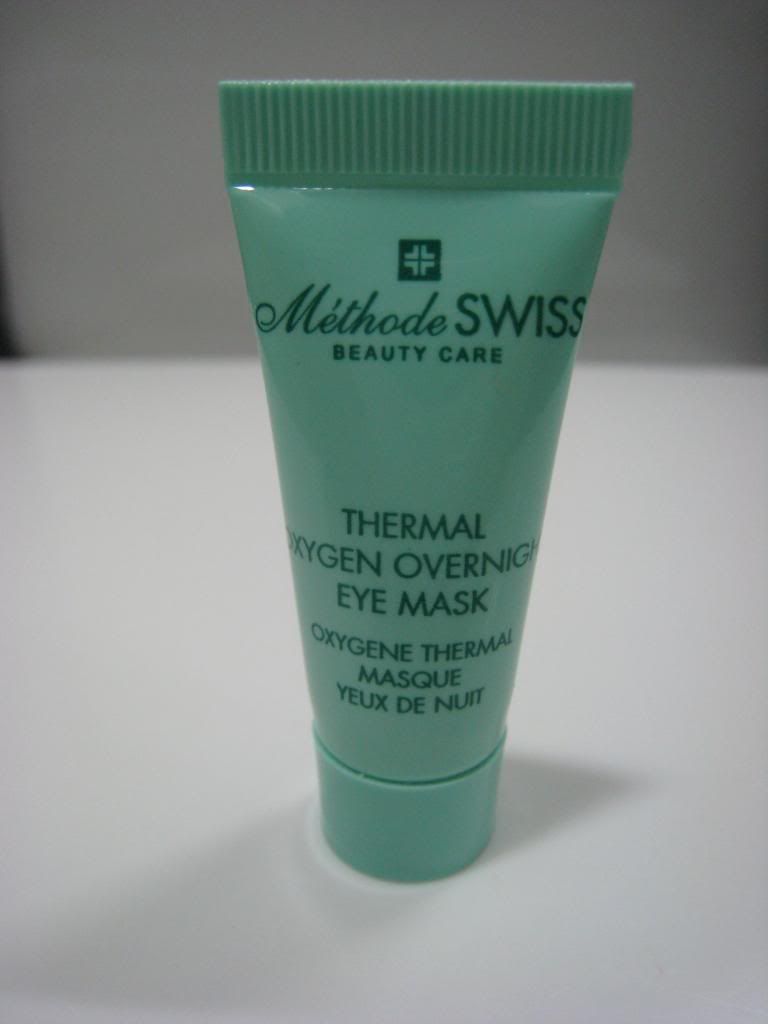 Méthode SWISS
BEAUTY CARE
THERMAL
OXYGEN OVERNIGH
EYE MASK
OXYGENE THERMAL
MASQUE
YEUX DE NUIT